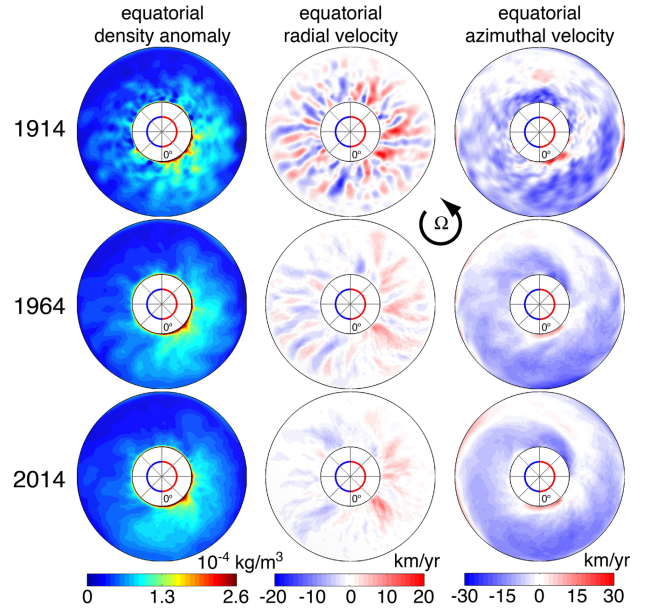 equatorial
density anomaly
equatorial
radial velocity
equatorial
azimuthal velocity
1914
0°
0°
0°
Ω
1964
0°
0°
0°
2014
0°
0°
0°
10⁻⁴ kg/m³
km/yr
km/yr
0 1.3 2.6
-20 -10 0 10 20
-30 -15 0 15 30